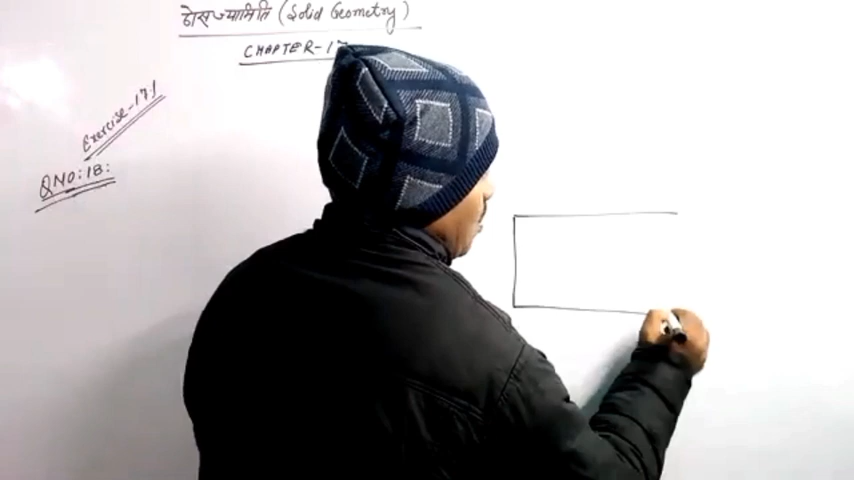 ठोस ज्यामिति (Solid Geometry)
CHAPTER-17
Exercise-17.1
QNO:18: